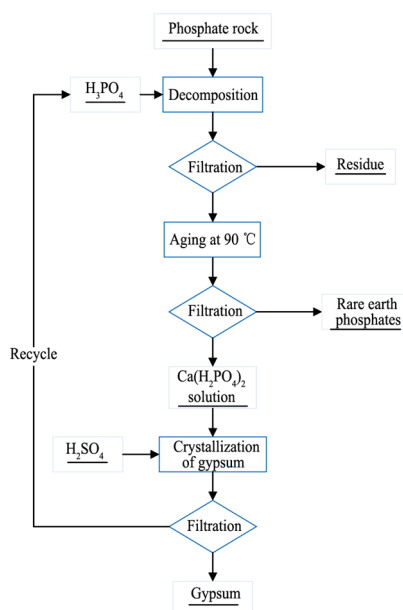 Phosphate rock
H₃PO₄
Decomposition
Filtration
Residue
Aging at 90 ℃
Filtration
Rare earth
phosphates
Recycle
Ca(H₂PO₄)₂
solution
H₂SO₄
Crystallization
of gypsum
Filtration
Gypsum